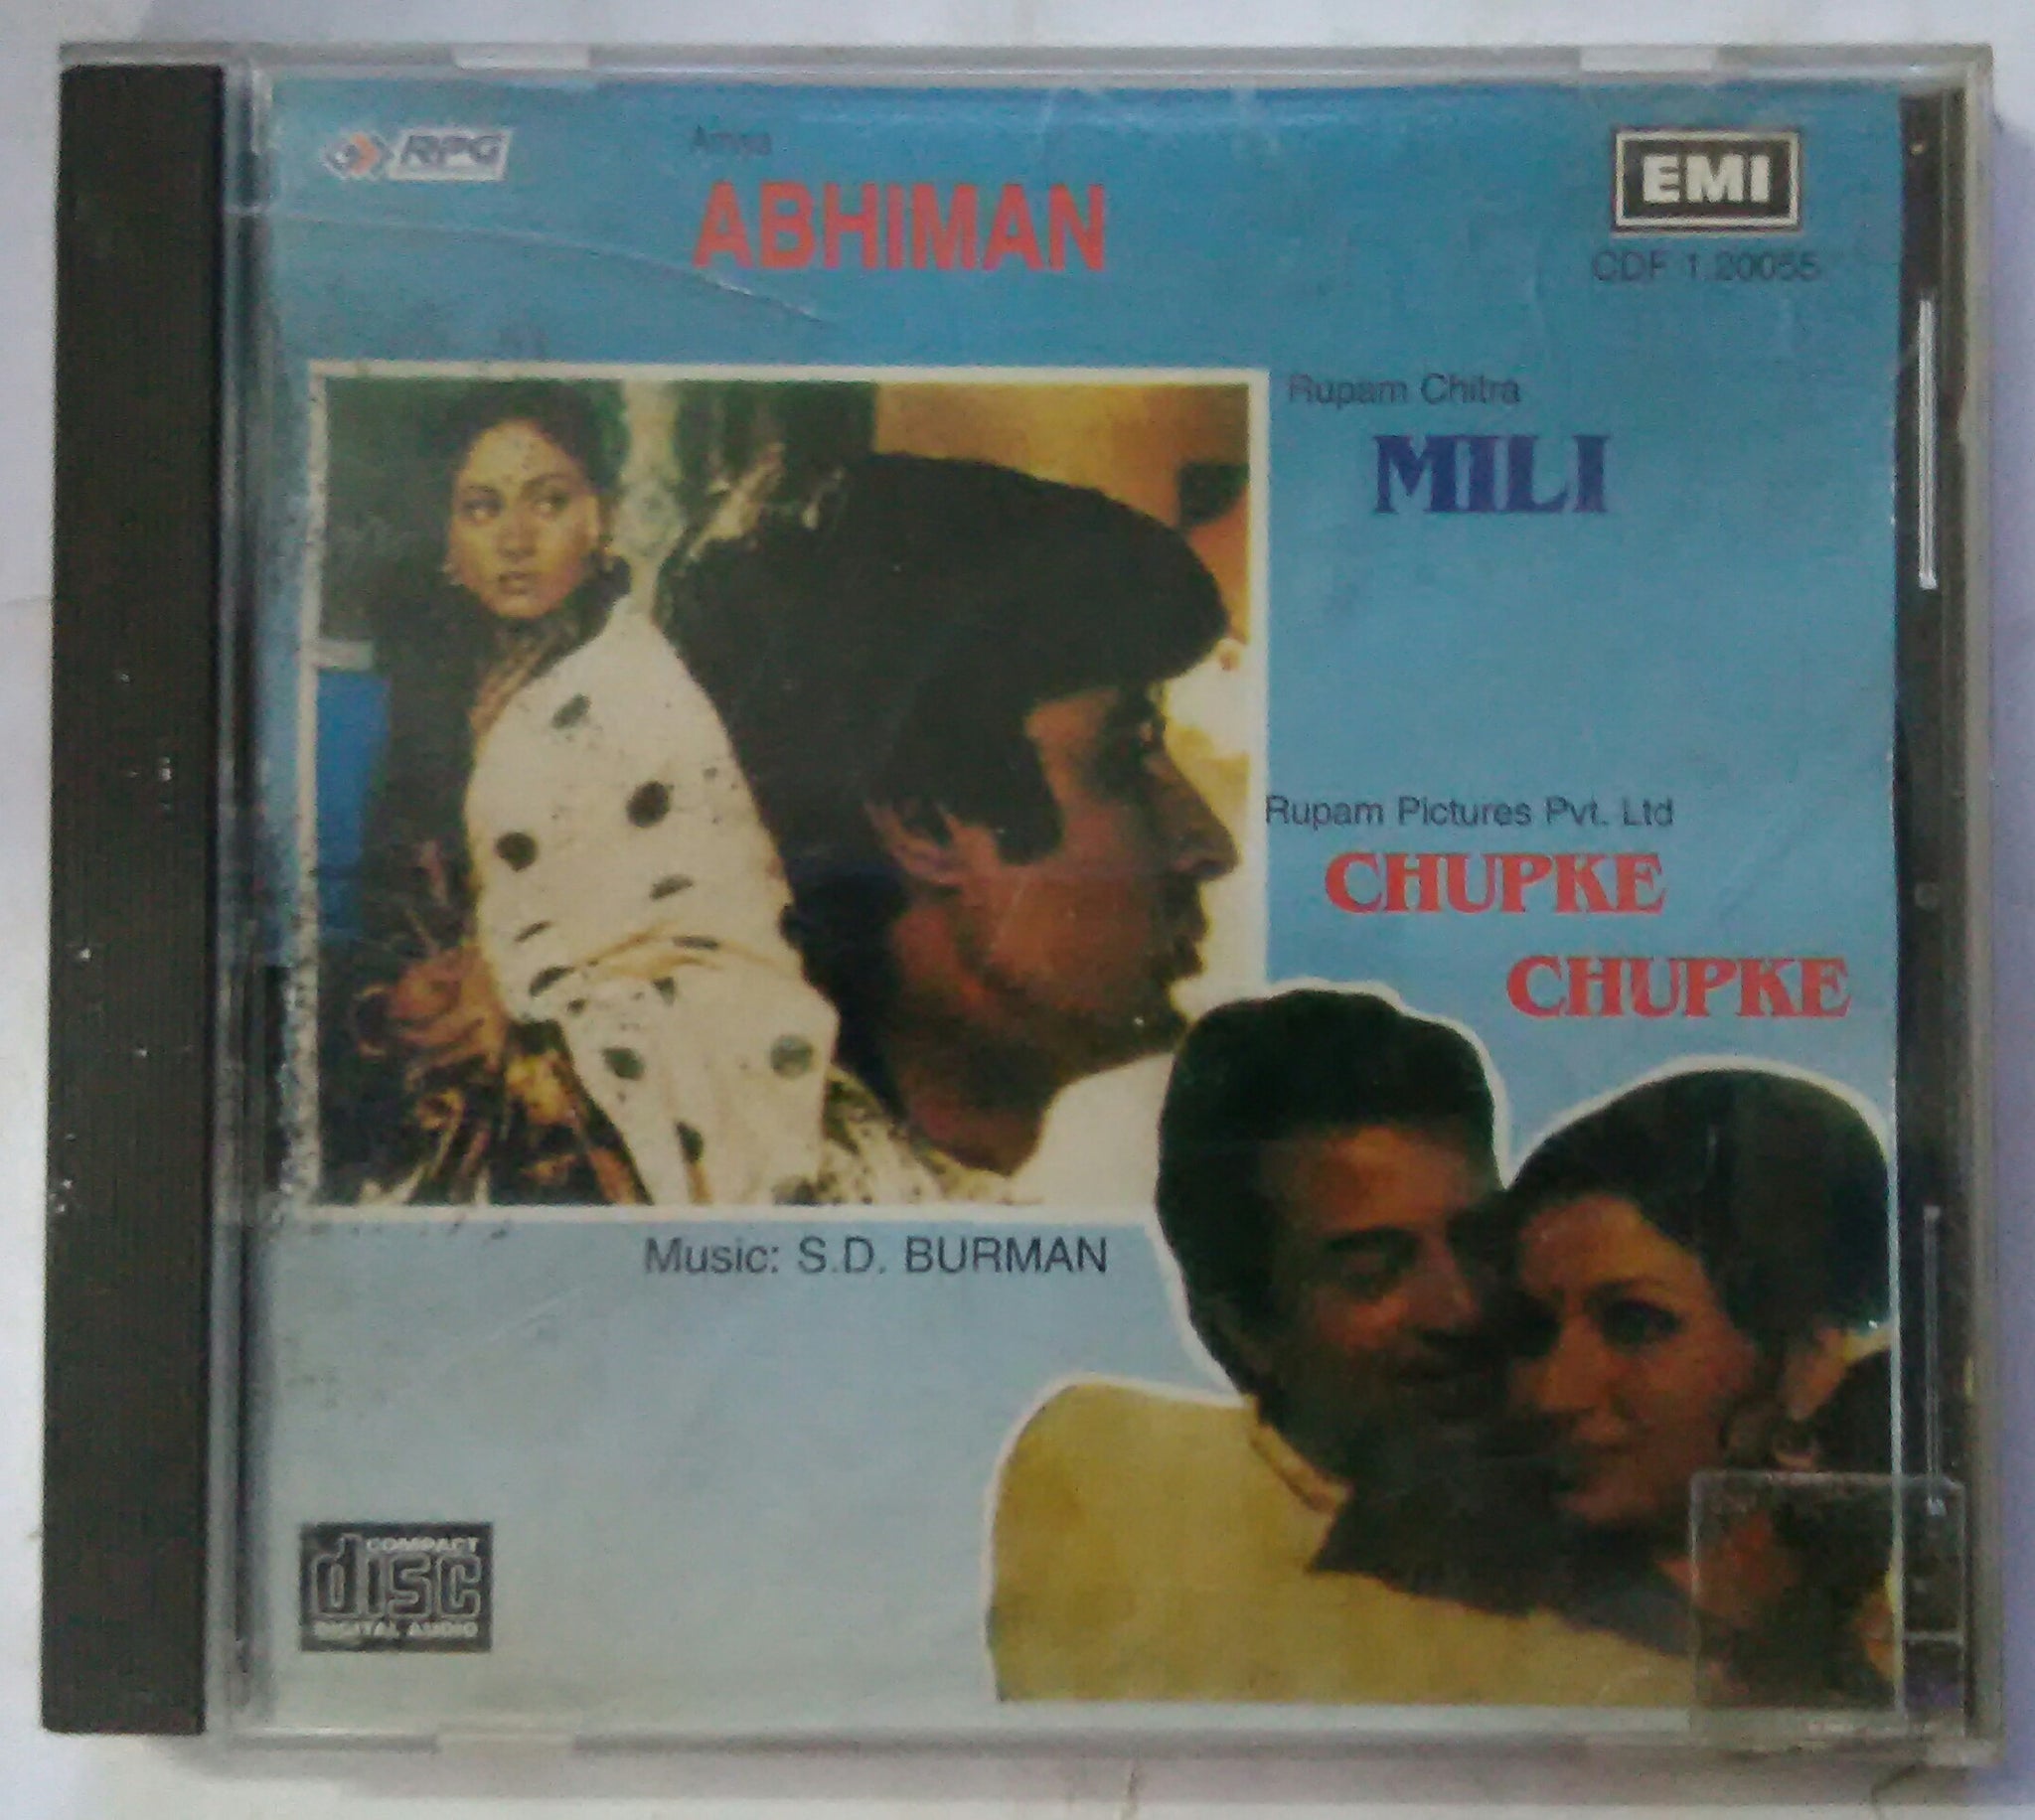 RPG
Amiya
ABHIMAN
EMI
CDF 1.20055
Rupam Chitra
MILI
Rupam Pictures Pvt. Ltd
CHUPKE
CHUPKE
Music: S.D. BURMAN
COMPACT
disc
DIGITAL AUDIO